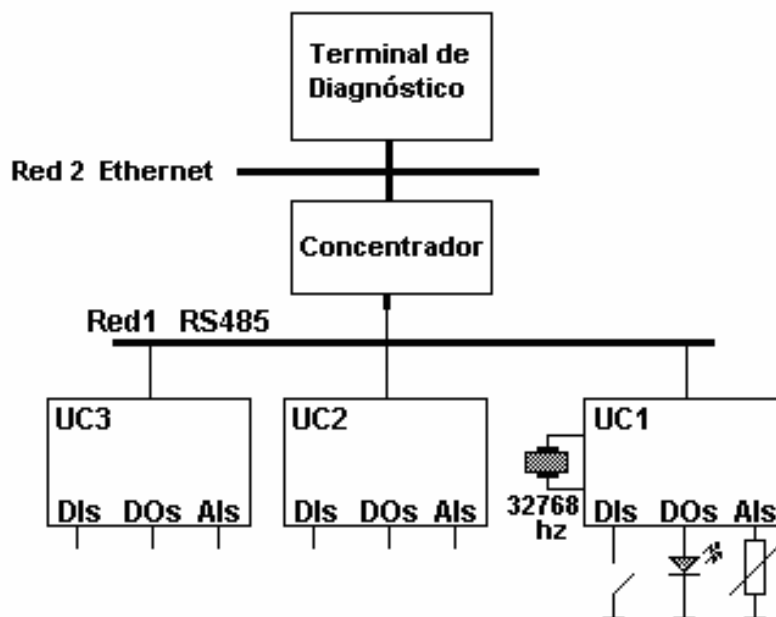 Terminal de
Diagnóstico
Red 2 Ethernet
Concentrador
Red1 RS485
UC3
UC2
UC1
32768
hz
DIs DOs AIs
DIs DOs AIs
DIs DOs AIs